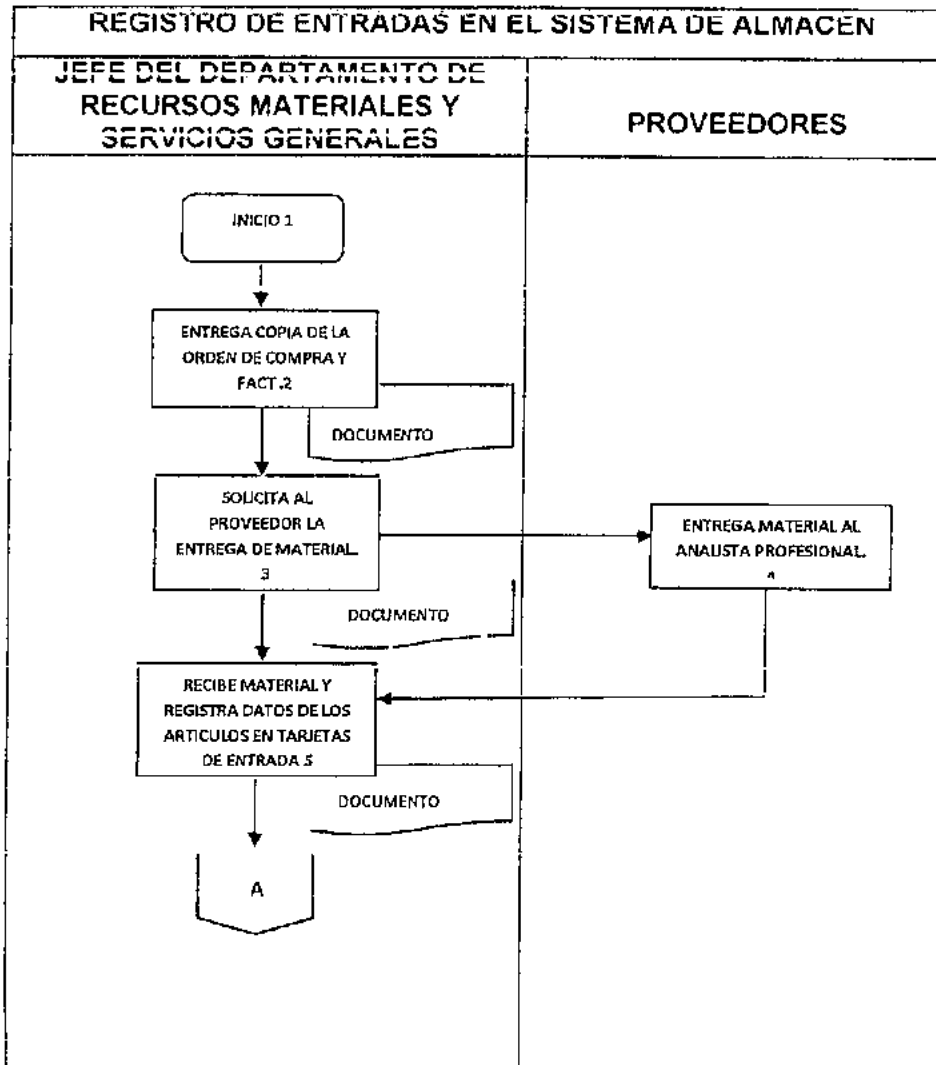 REGISTRO DE ENTRADAS EN EL SISTEMA DE ALMACEN
JEFE DEL DEPARTAMENTO DE
RECURSOS MATERIALES Y
SERVICIOS GENERALES
PROVEEDORES
INICIO 1
ENTREGA COPIA DE LA
ORDEN DE COMPRA Y
FACT .2
DOCUMENTO
SOLICITA AL
PROVEEDOR LA
ENTREGA DE MATERIAL.
3
ENTREGA MATERIAL AL
ANALISTA PROFESIONAL.
4
DOCUMENTO
RECIBE MATERIAL Y
REGISTRA DATOS DE LOS
ARTICULOS EN TARJETAS
DE ENTRADA 5
DOCUMENTO
A